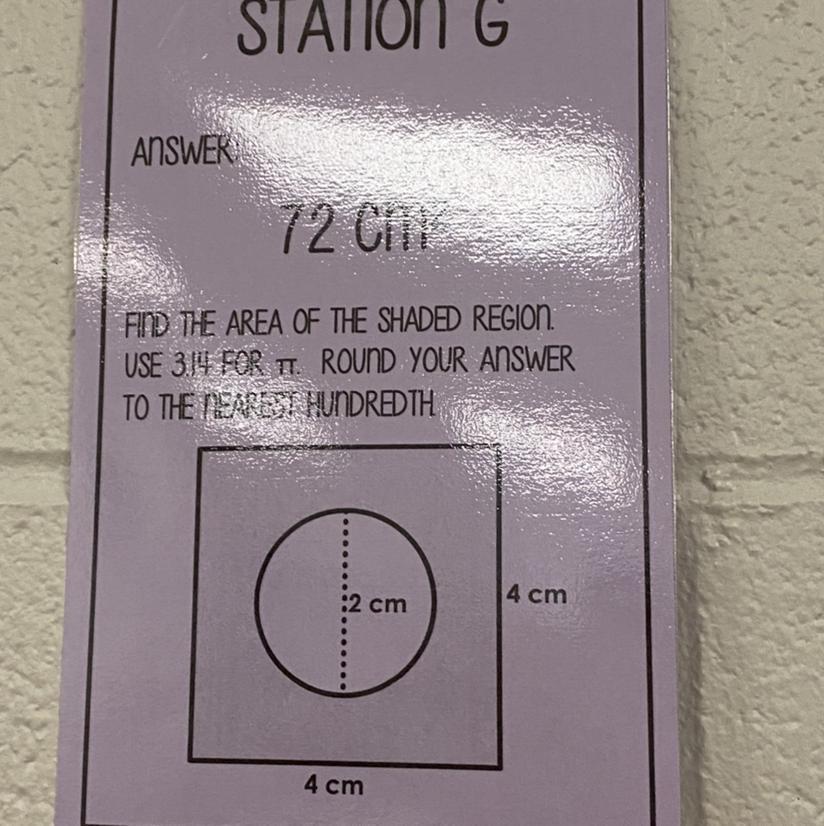 STATION G
ANSWER:
72 cm²
FIND THE AREA OF THE SHADED REGION.
USE 3.14 FOR π. ROUND YOUR ANSWER
TO THE NEAREST HUNDREDTH.
2 cm
4 cm
4 cm